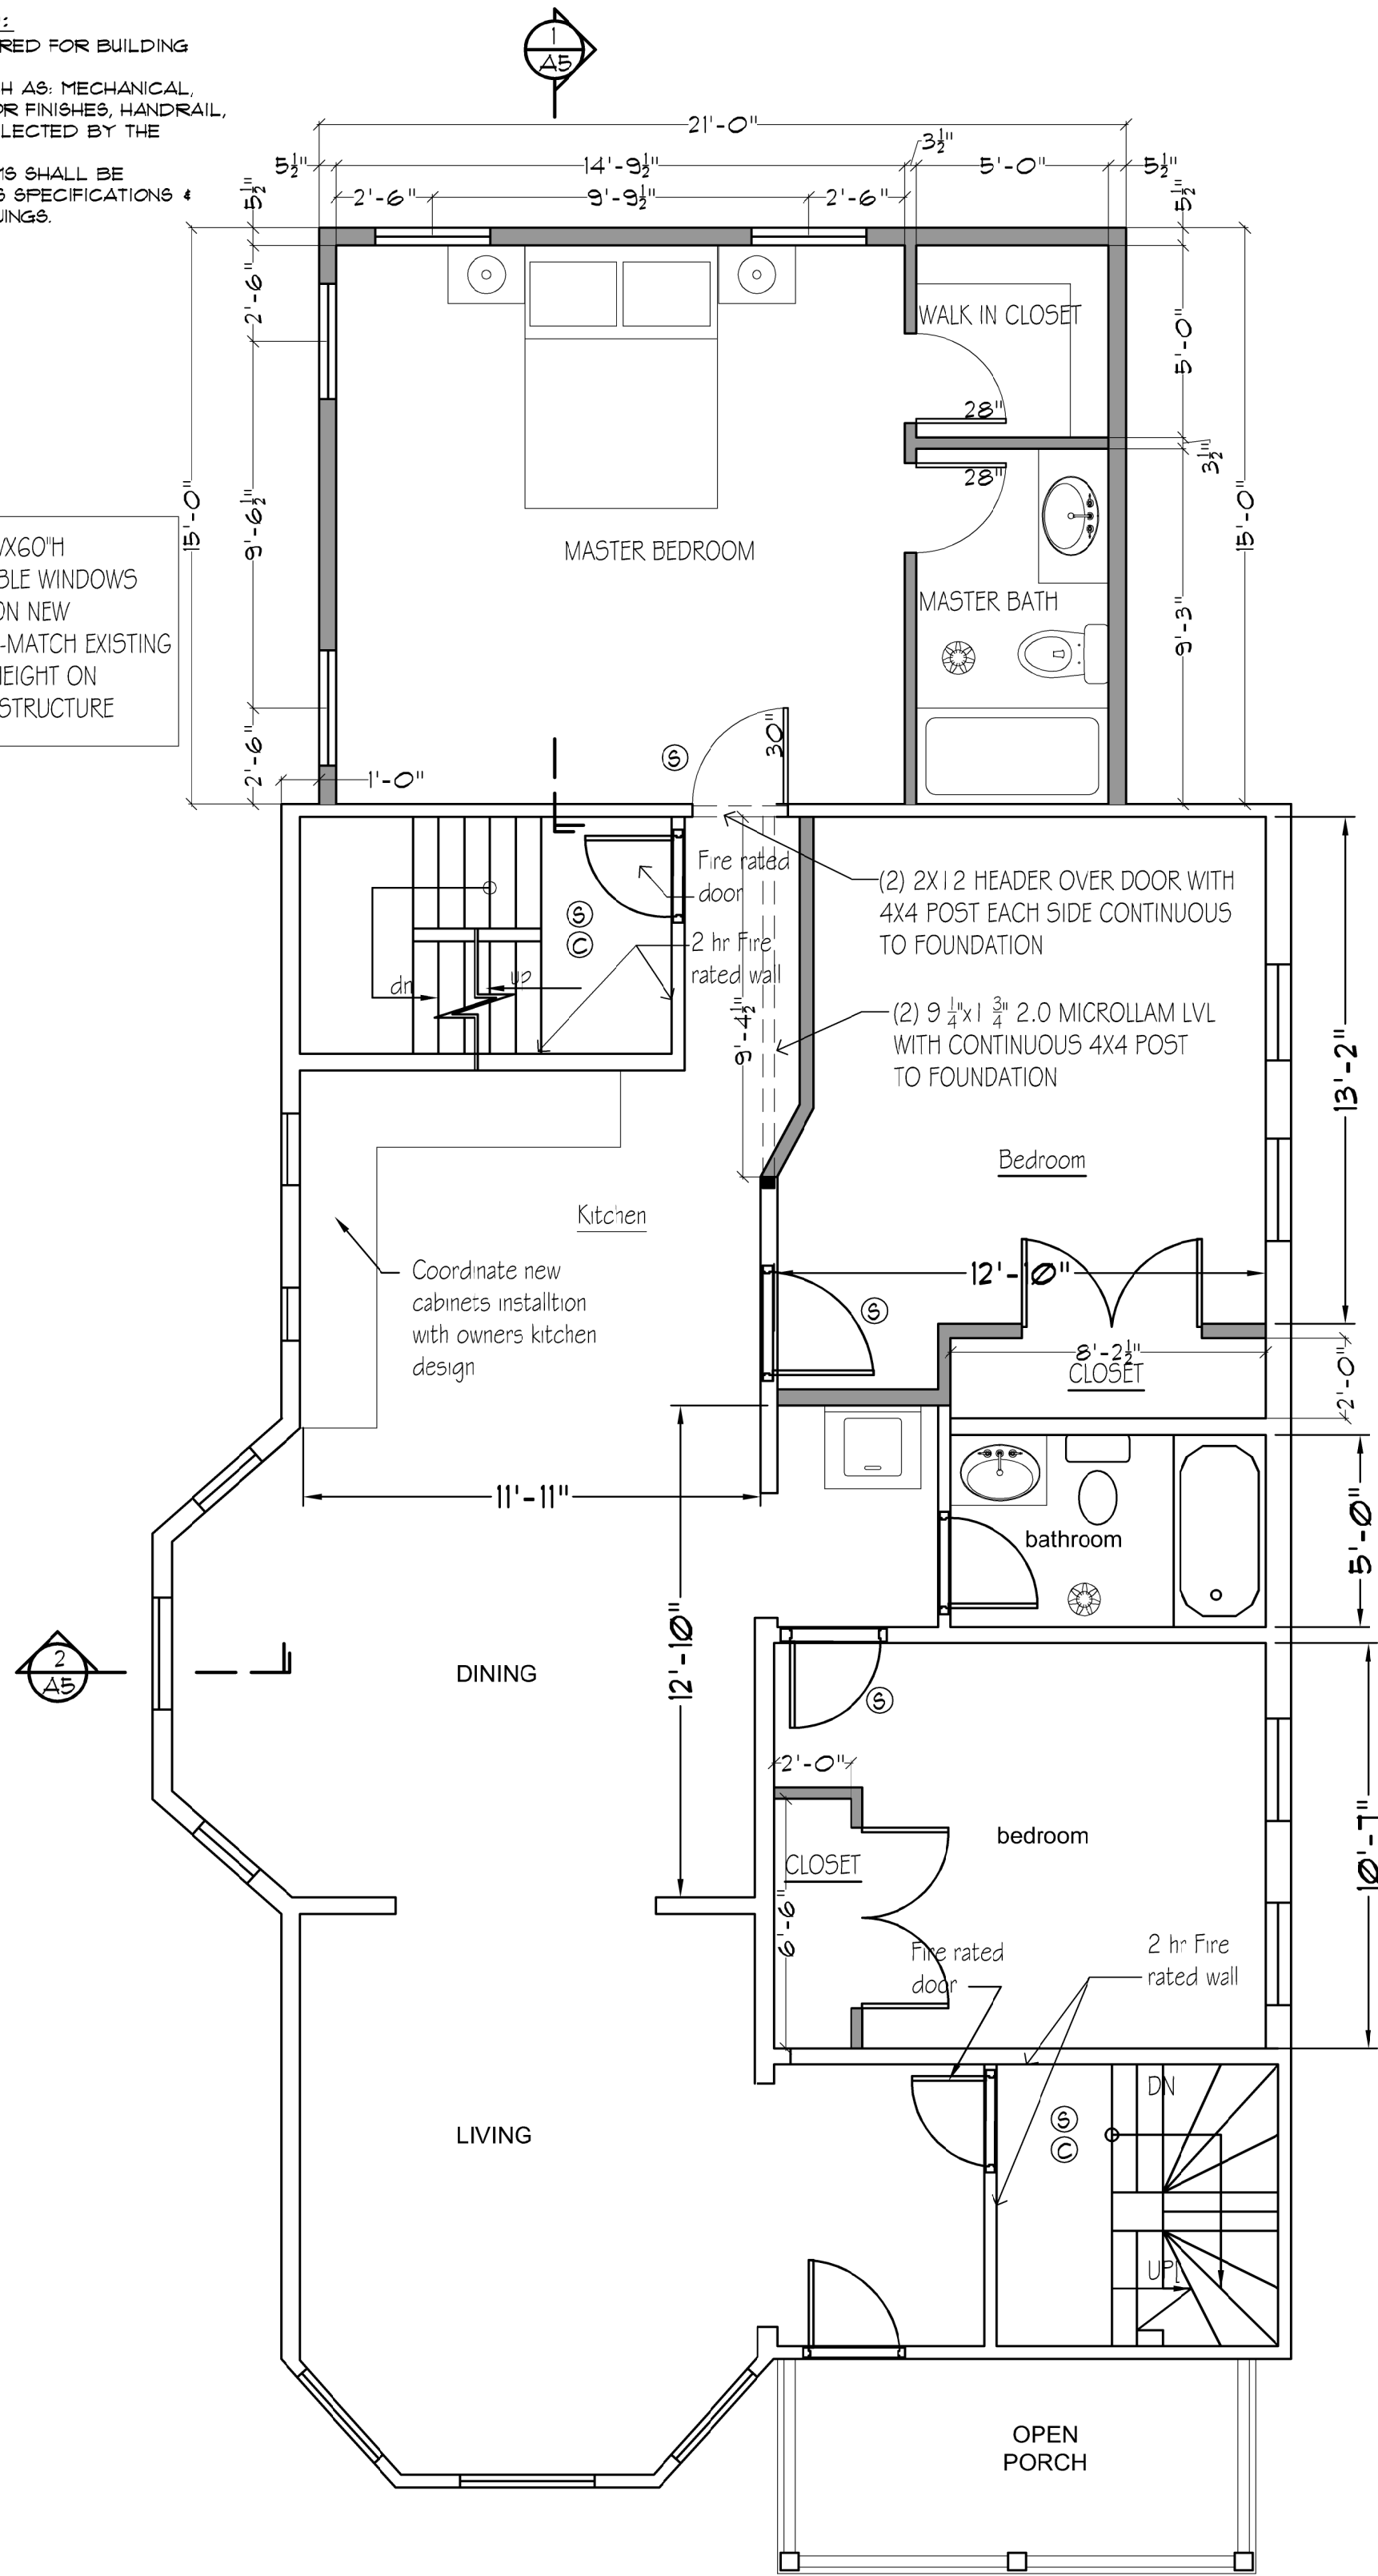 RED FOR BUILDING
H AS: MECHANICAL,
OR FINISHES, HANDRAIL,
LECTED BY THE
MS SHALL BE
S SPECIFICATIONS &
INGS.
1
A5
21'-0"
5½"
14'-9½"
3½"
5'-0"
5½"
2'-6"
9'-9½"
2'-6"
5½"
5½"
2'-6"
9'-6½"
2'-6"
15'-0"
5'-0"
3½"
9'-3"
15'-0"
WALK IN CLOSET
28"
28"
MASTER BEDROOM
MASTER BATH
X60"H
BLE WINDOWS
ON NEW
-MATCH EXISTING
HEIGHT ON
STRUCTURE
1'-0"
S
30"
Fire rated
door
S
C
2 hr Fire
rated wall
dn
up
9'-4½"
(2) 2X12 HEADER OVER DOOR WITH
4X4 POST EACH SIDE CONTINUOUS
TO FOUNDATION
(2) 9 ¼"x1 ¾" 2.0 MICROLLAM LVL
WITH CONTINUOUS 4X4 POST
TO FOUNDATION
13'-2"
Bedroom
Kitchen
Coordinate new
cabinets installtion
with owners kitchen
design
12'-10"
S
8'-2½"
CLOSET
2'-0"
11'-11"
12'-10"
bathroom
5'-0"
2
A5
DINING
S
2'-0"
CLOSET
6'-6"
bedroom
10'-7"
Fire rated
door
2 hr Fire
rated wall
LIVING
S
C
DN
UP
OPEN
PORCH